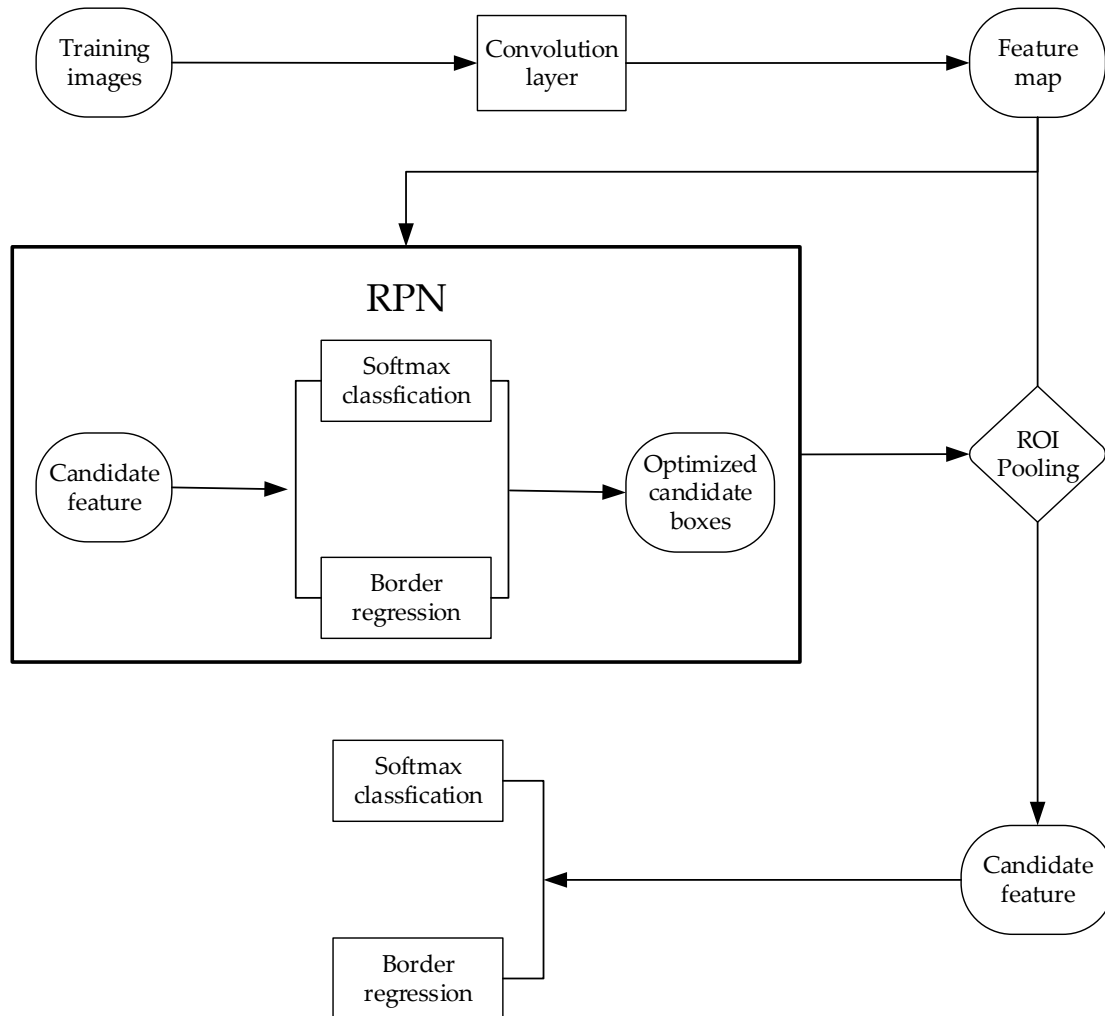 Training
images
Convolution
layer
Feature
map
RPN
Softmax
classfication
Candidate
feature
Optimized
candidate
boxes
Border
regression
ROI
Pooling
Softmax
classfication
Candidate
feature
Border
regression